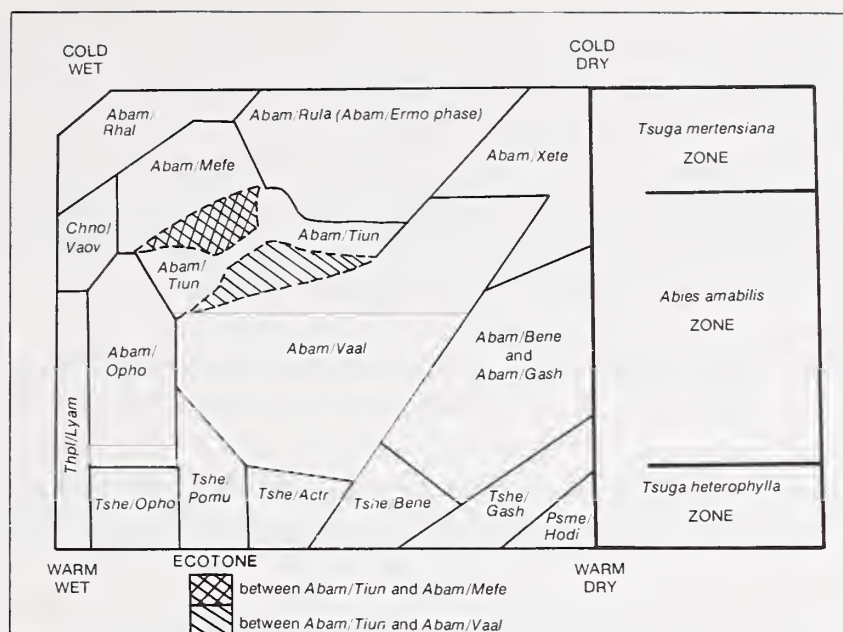 COLD
WET
COLD
DRY
Abam/
Rhal
Abam/Rula (Abam/Ermo phase)
Tsuga mertensiana
ZONE
Abam/Mefe
Abam/Xete
Chno/
Vaov
Abam/Tiun
Abam/
Tiun
Abies amabilis
ZONE
Abam/
Opho
Abam/Vaal
Abam/Bene
and
Abam/Gash
Thpl/Lyam
Tshe/Opho
Tshe/
Pomu
Tshe/Actr
Tshe/Bene
Tshe/
Gash
Psme/
Hodi
Tsuga heterophylla
ZONE
WARM
WET
ECOTONE
WARM
DRY
between Abam/Tiun and Abam/Mefe
between Abam/Tiun and Abam/Vaal